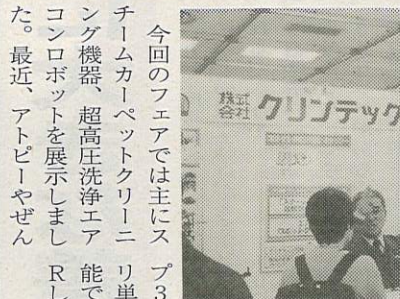 今回のフェアでは主にス
チームカーペットクリーニ
ング機器、超高圧洗浄エア
コンロボットを展示しまし
た。最近、アトピーやぜん
プ3
リ単
能で
Rし
株式
会社
クリンテック